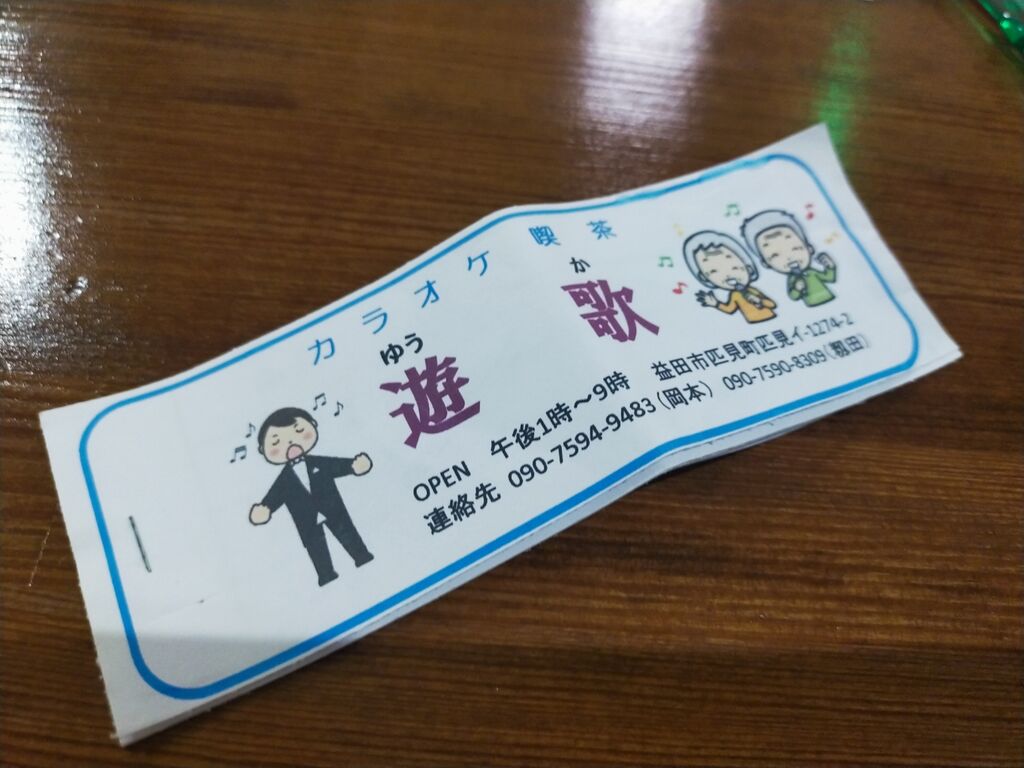 カラオケ喫茶
ゆう か
遊 歌
OPEN 午後1時～9時 益田市匹見町匹見イ-1274-2
連絡先 090-7594-9483（岡本） 090-7590-8309（籾田）